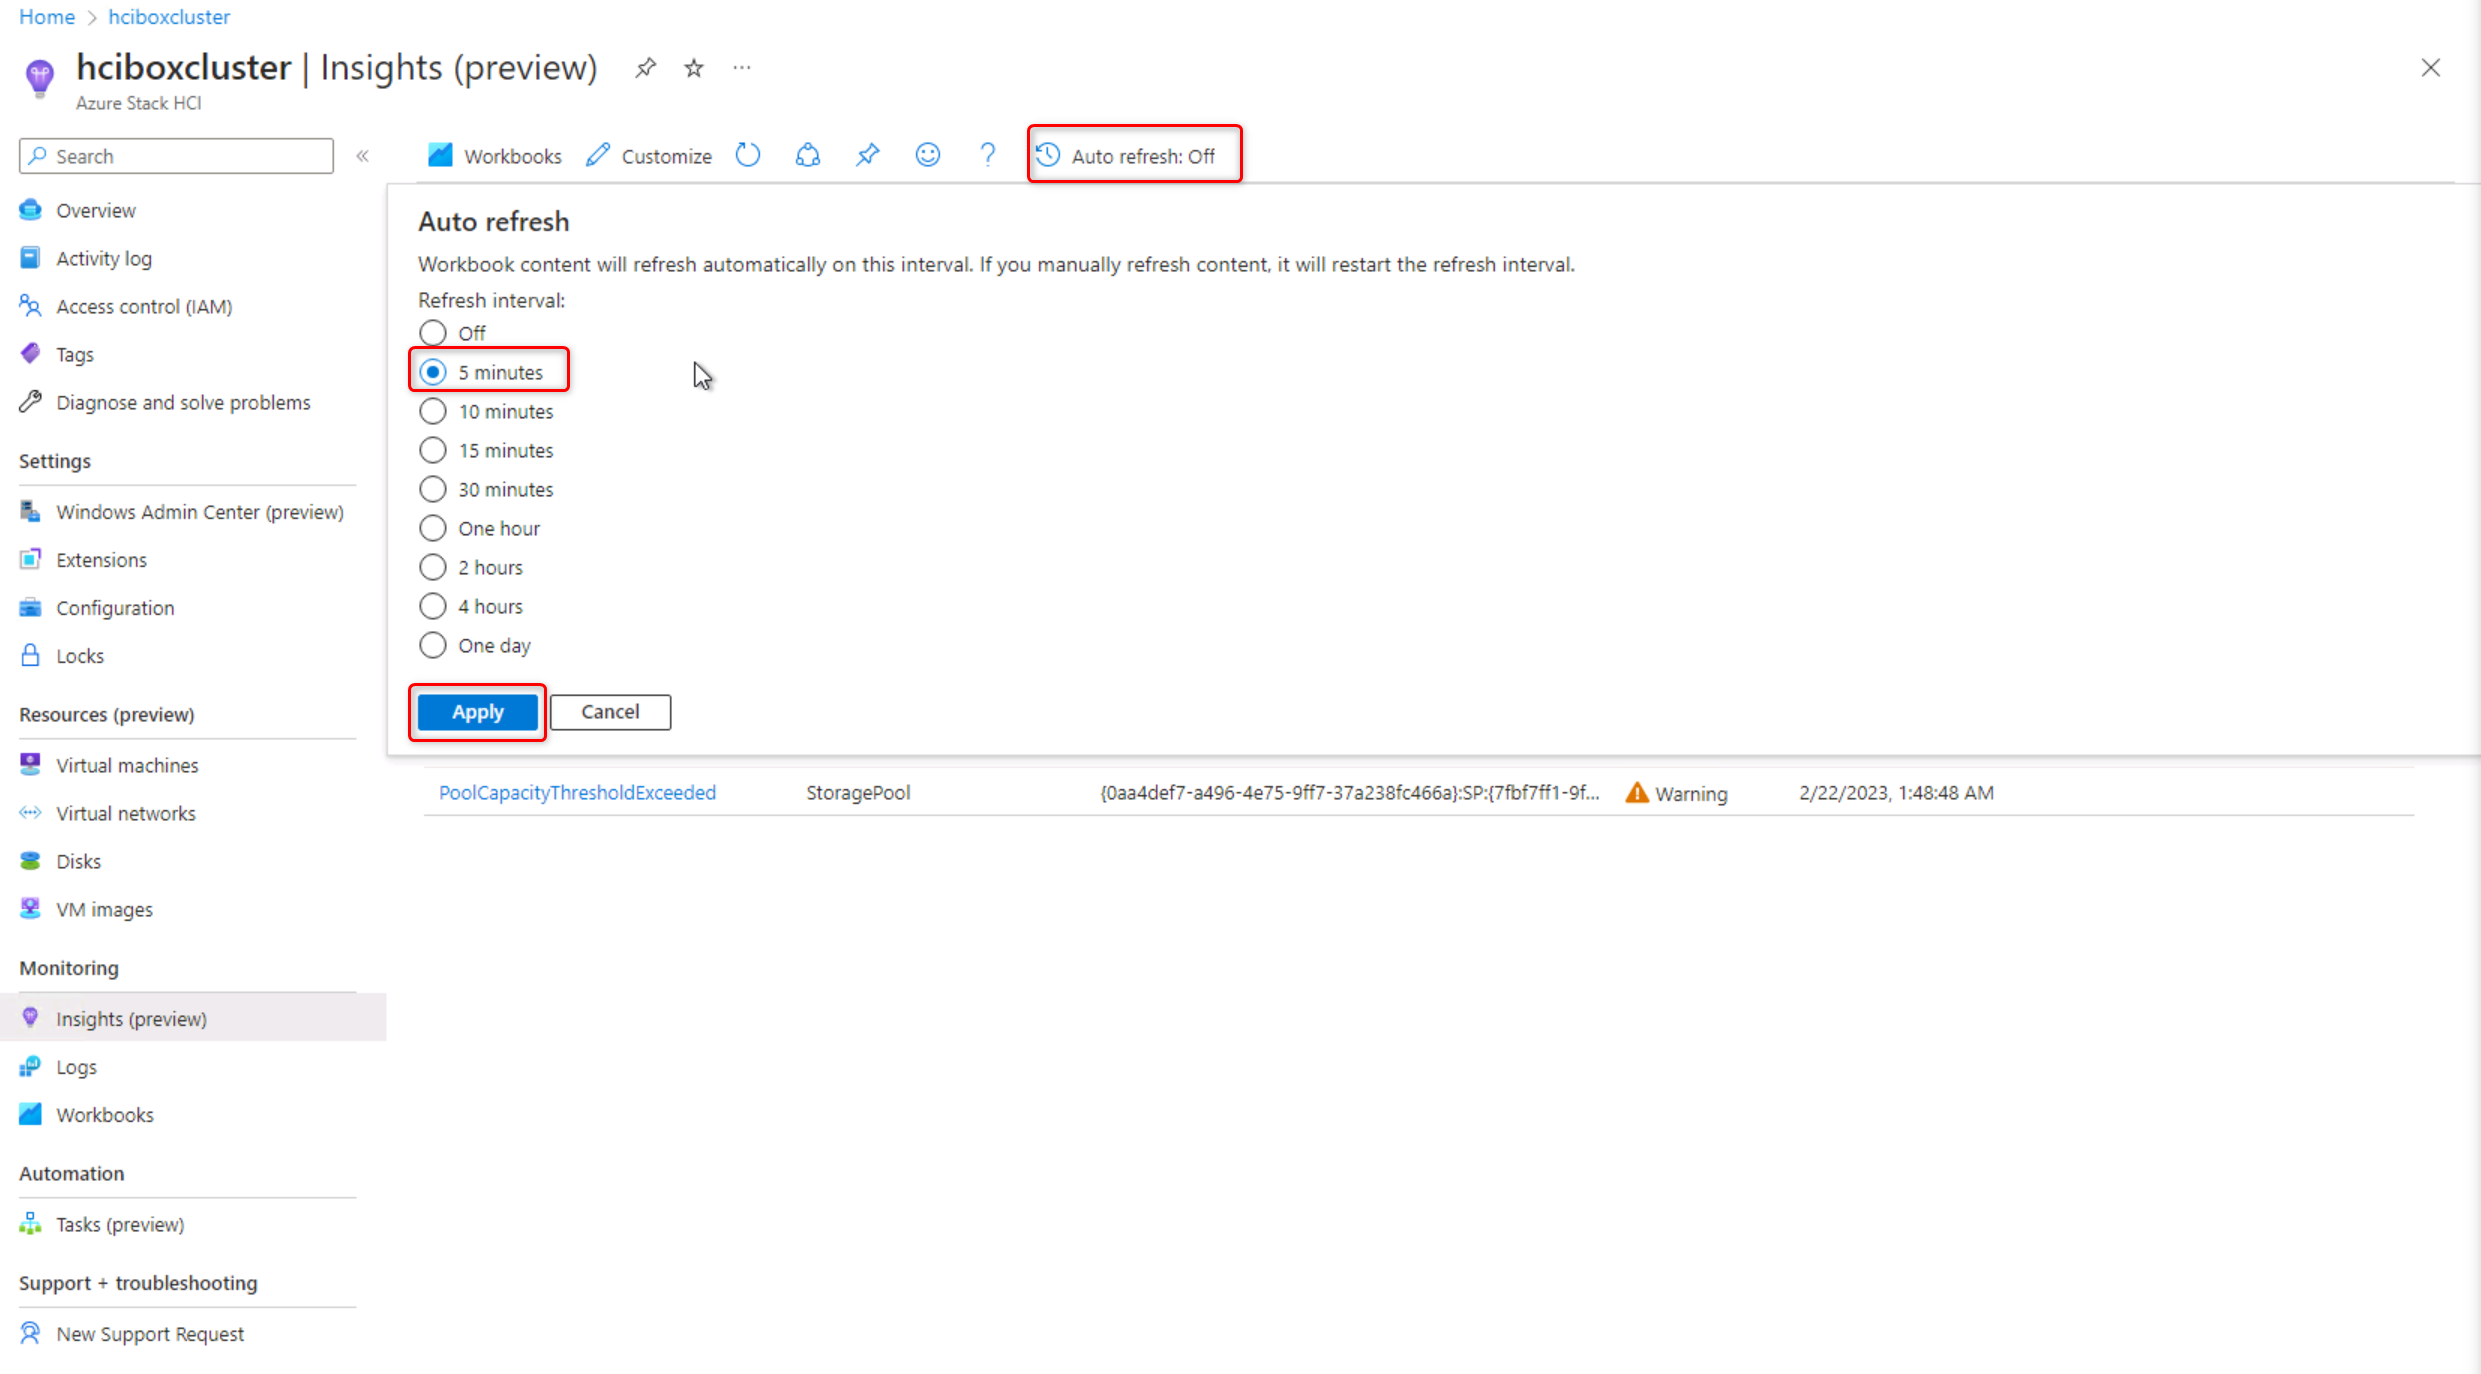 Home > hciboxcluster
hciboxcluster | Insights (preview)
Azure Stack HCI
Search
Workbooks
Customize
Auto refresh: Off
Overview
Activity log
Access control (IAM)
Tags
Diagnose and solve problems
Settings
Windows Admin Center (preview)
Extensions
Configuration
Locks
Resources (preview)
Virtual machines
Virtual networks
Disks
VM images
Monitoring
Insights (preview)
Logs
Workbooks
Automation
Tasks (preview)
Support + troubleshooting
New Support Request
Auto refresh
Workbook content will refresh automatically on this interval. If you manually refresh content, it will restart the refresh interval.
Refresh interval:
Off
5 minutes
10 minutes
15 minutes
30 minutes
One hour
2 hours
4 hours
One day
Apply
Cancel
PoolCapacityThresholdExceeded StoragePool {0aa4def7-a496-4e75-9ff7-37a238fc466a}:SP:{7fbf7ff1-9f... Warning 2/22/2023, 1:48:48 AM